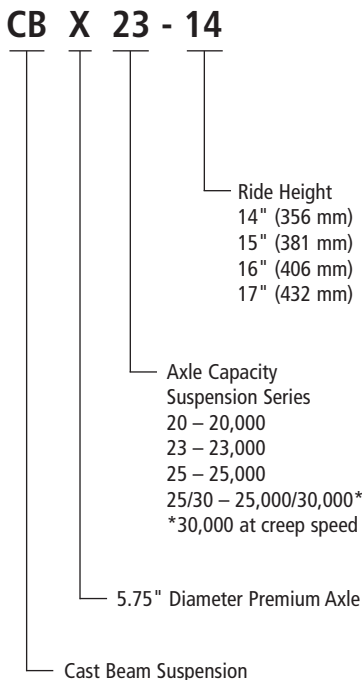 CB X 23 - 14
Ride Height
14" (356 mm)
15" (381 mm)
16" (406 mm)
17" (432 mm)
Axle Capacity
Suspension Series
20 – 20,000
23 – 23,000
25 – 25,000
25/30 – 25,000/30,000*
*30,000 at creep speed
5.75" Diameter Premium Axle
Cast Beam Suspension